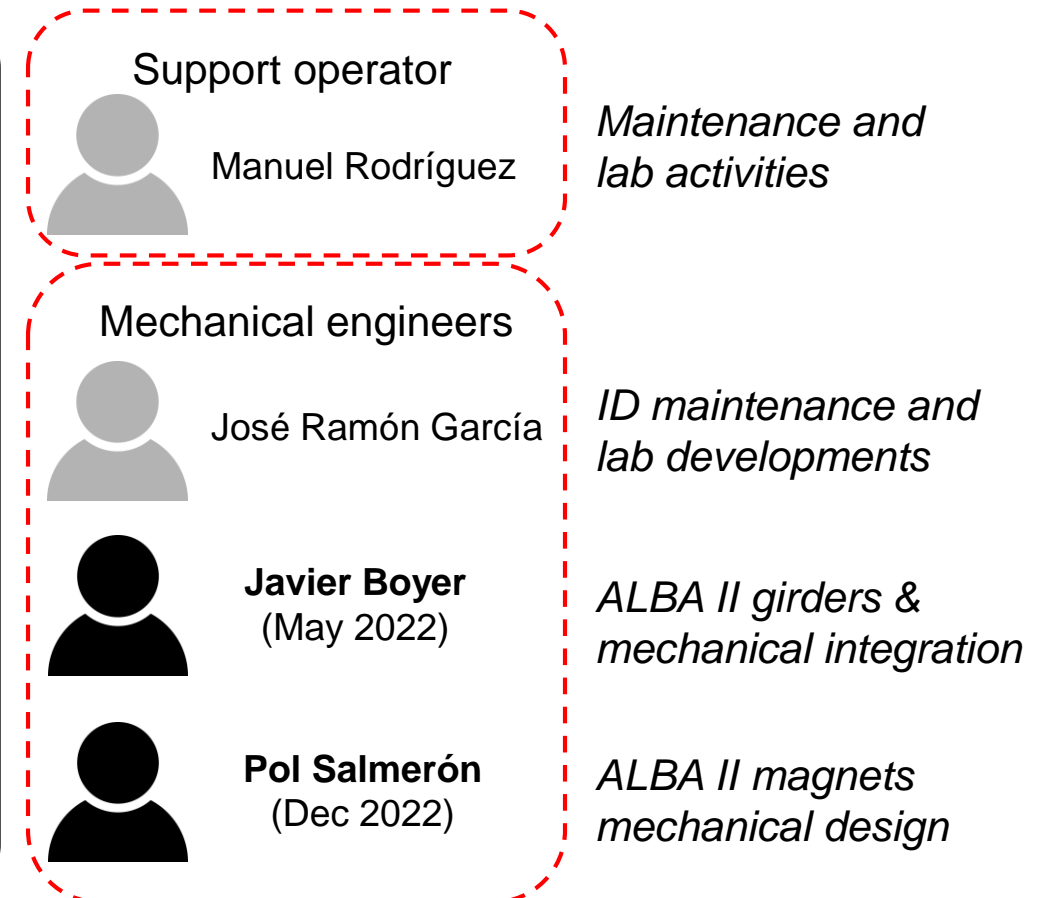 Support operator
Manuel Rodríguez
Maintenance and
lab activities
Mechanical engineers
José Ramón García
ID maintenance and
lab developments
Javier Boyer
(May 2022)
ALBA II girders &
mechanical integration
Pol Salmerón
(Dec 2022)
ALBA II magnets
mechanical design